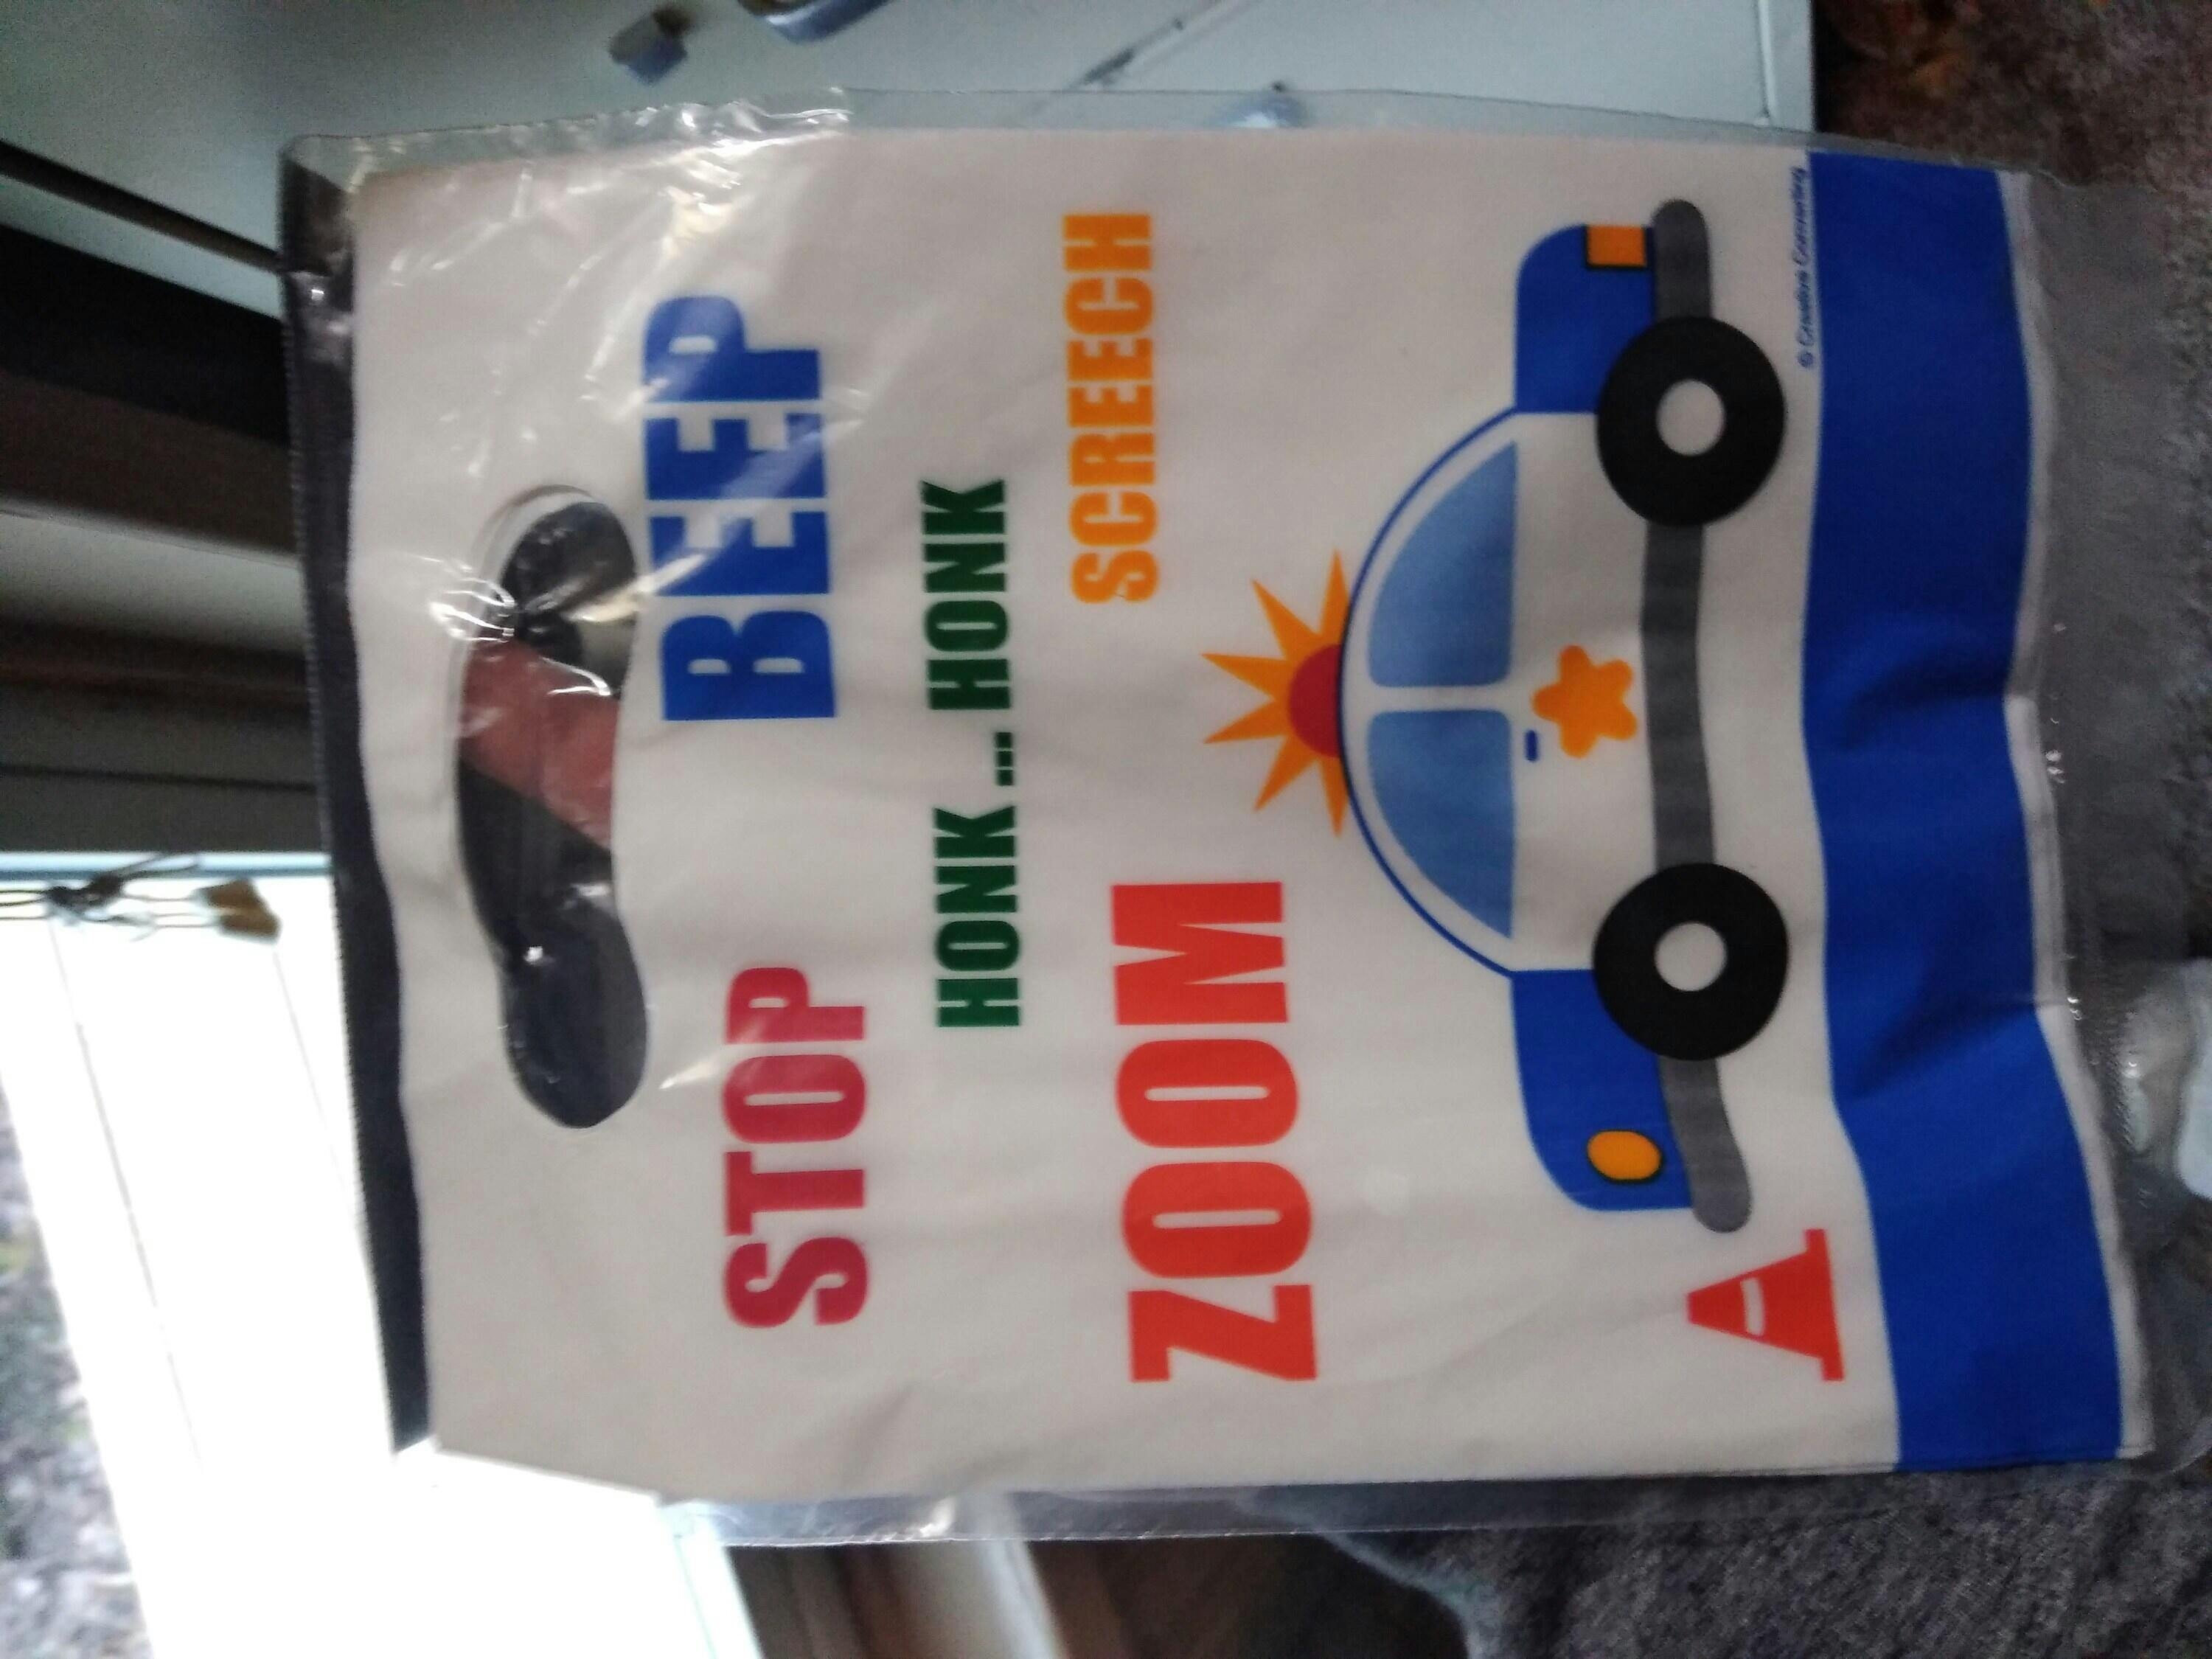 BEEP
STOP
HONK ... HONK
SCREECH
ZOOM
© Creative Converting